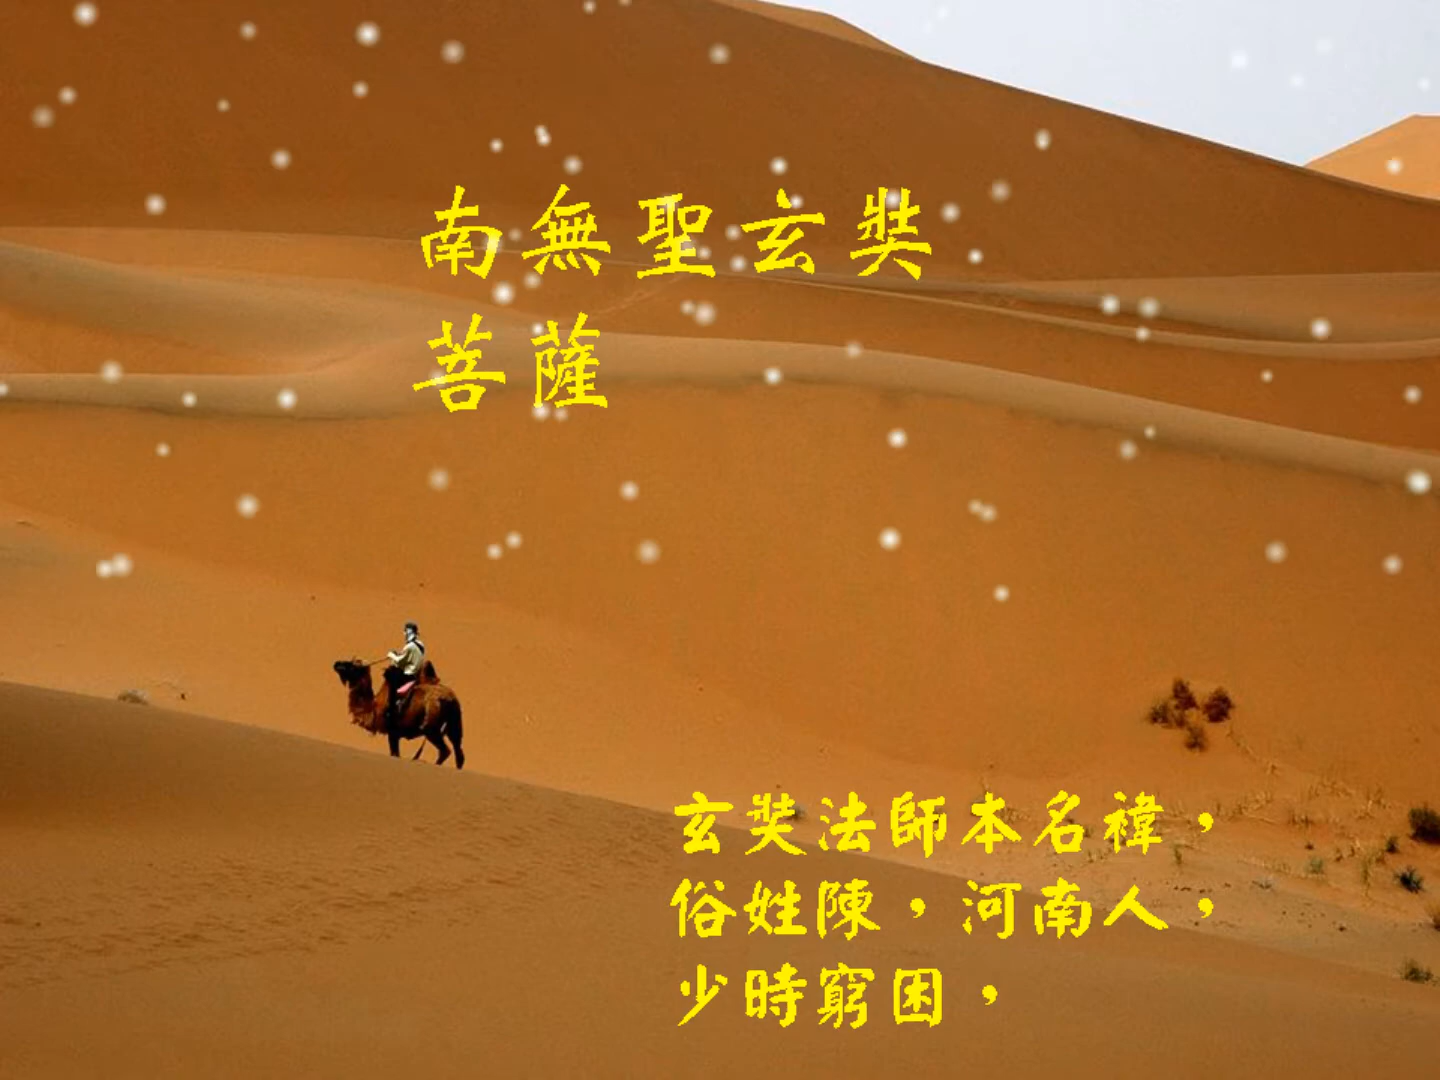 南無聖玄奘
菩薩
玄奘法師本名禕，
俗姓陳，河南人，
少時窮困，